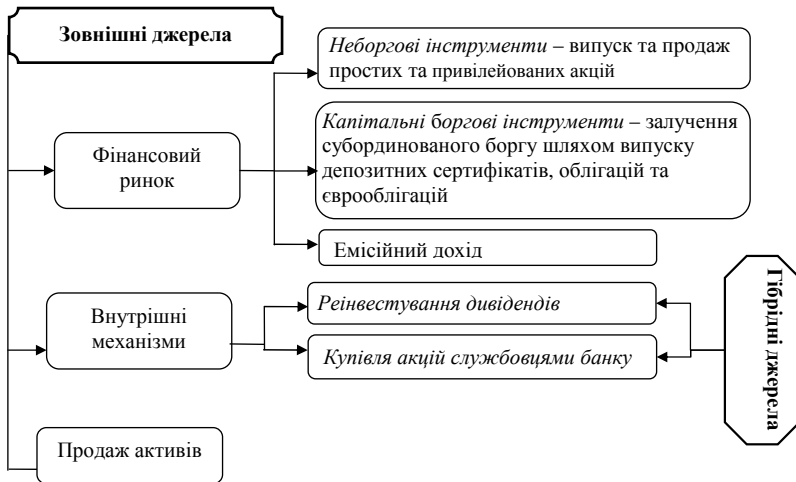 Зовнішні джерела
Неборгові інструменти – випуск та продаж
простих та привілейованих акцій
Фінансовий
ринок
Капітальні боргові інструменти – залучення
субординованого боргу шляхом випуску
депозитних сертифікатів, облігацій та
єврооблігацій
Емісійний дохід
Внутрішні
механізми
Реінвестування дивідендів
Купівля акцій службовцями банку
Гібрідні джерела
Продаж активів